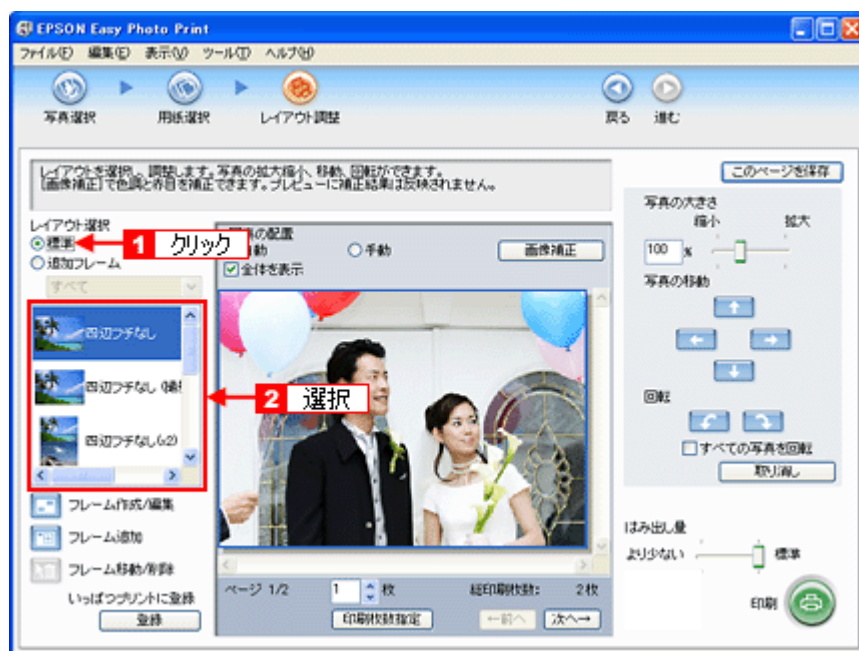 EPSON Easy Photo Print
ファイル(F) 編集(E) 表示(V) ツール(T) ヘルプ(H)
写真選択 用紙選択 レイアウト調整 戻る 進む
レイアウトを選択し、調整します。写真の拡大縮小、移動、回転ができます。
[画像補正]で色調と赤目を補正できます。プレビューに補正結果は反映されません。
このページを保存
レイアウト選択
標準
1 クリック
追加フレーム
すべて
四辺フチなし
四辺フチなし
四辺フチなし(x2)
2 選択
フレーム作成/編集
フレーム追加
フレーム移動/削除
いっぱつプリントに登録
登録
の配置
動 手動 画像補正
全体を表示
ページ 1/2 1 枚 総印刷枚数: 2枚
印刷枚数指定 ←前へ 次へ→
写真の大きさ
縮小 拡大
100 %
写真の移動
回転
すべての写真を回転
取り消し
はみ出し量
より少ない 標準
印刷